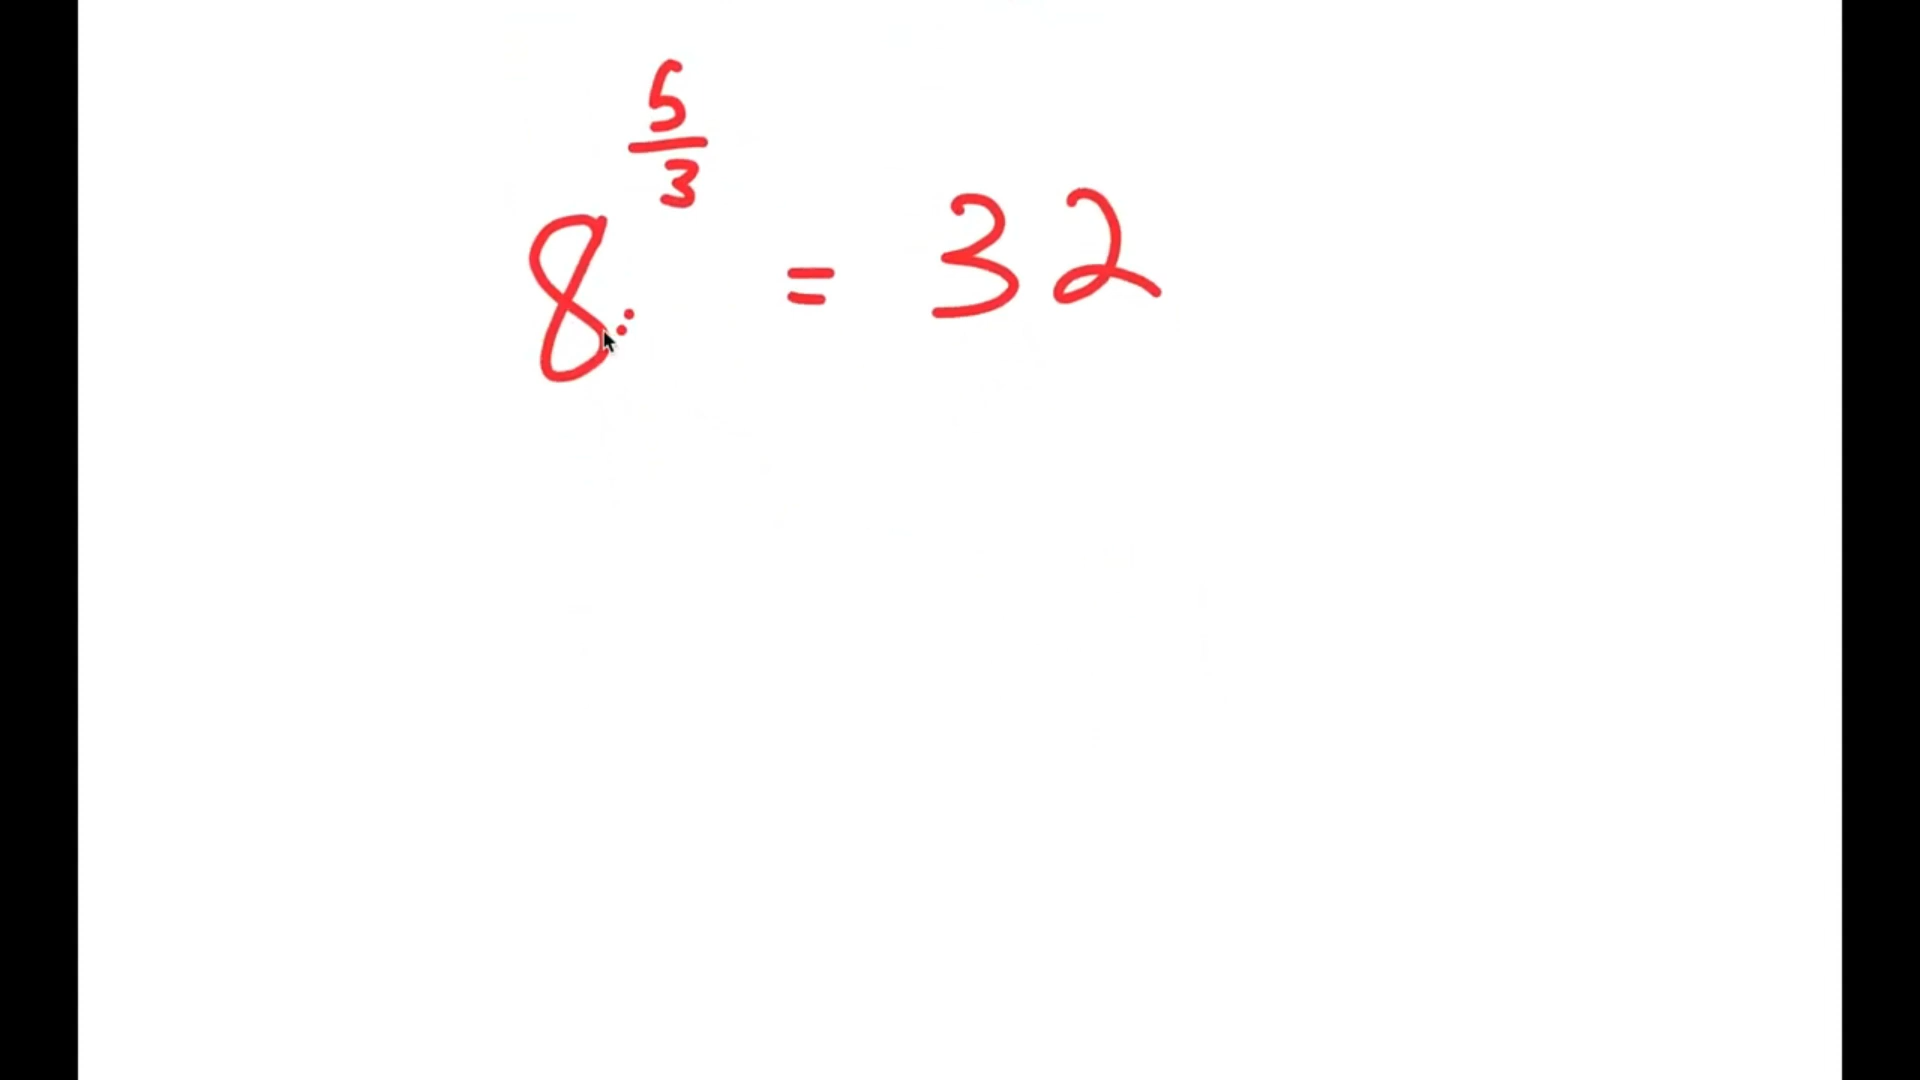 8^{5/3} = 32